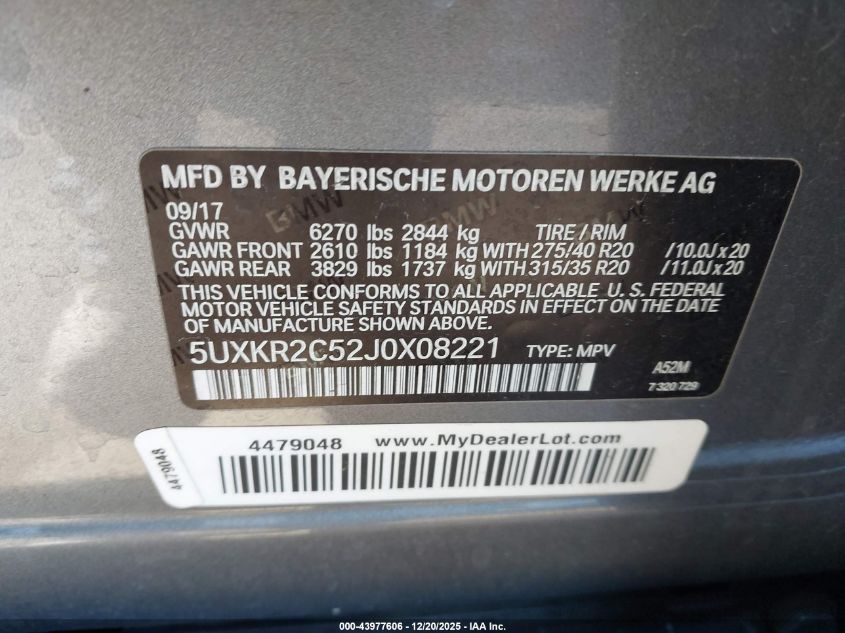 MFD BY BAYERISCHE MOTOREN WERKE AG
09/17
GVWR 6270 lbs 2844 kg TIRE / RIM
GAWR FRONT 2610 lbs 1184 kg WITH 275/40 R20 /10.0J x 20
GAWR REAR 3829 lbs 1737 kg WITH 315/35 R20 /11.0J x 20
THIS VEHICLE CONFORMS TO ALL APPLICABLE U. S. FEDERAL
MOTOR VEHICLE SAFETY STANDARDS IN EFFECT ON THE DATE
OF MANUFACTURE SHOWN ABOVE.
5UXKR2C52J0X08221 TYPE: MPV
A52M
7 320 729
4479048 www.MyDealerLot.com
4479048
000-43977606 - 12/20/2025 - IAA Inc.